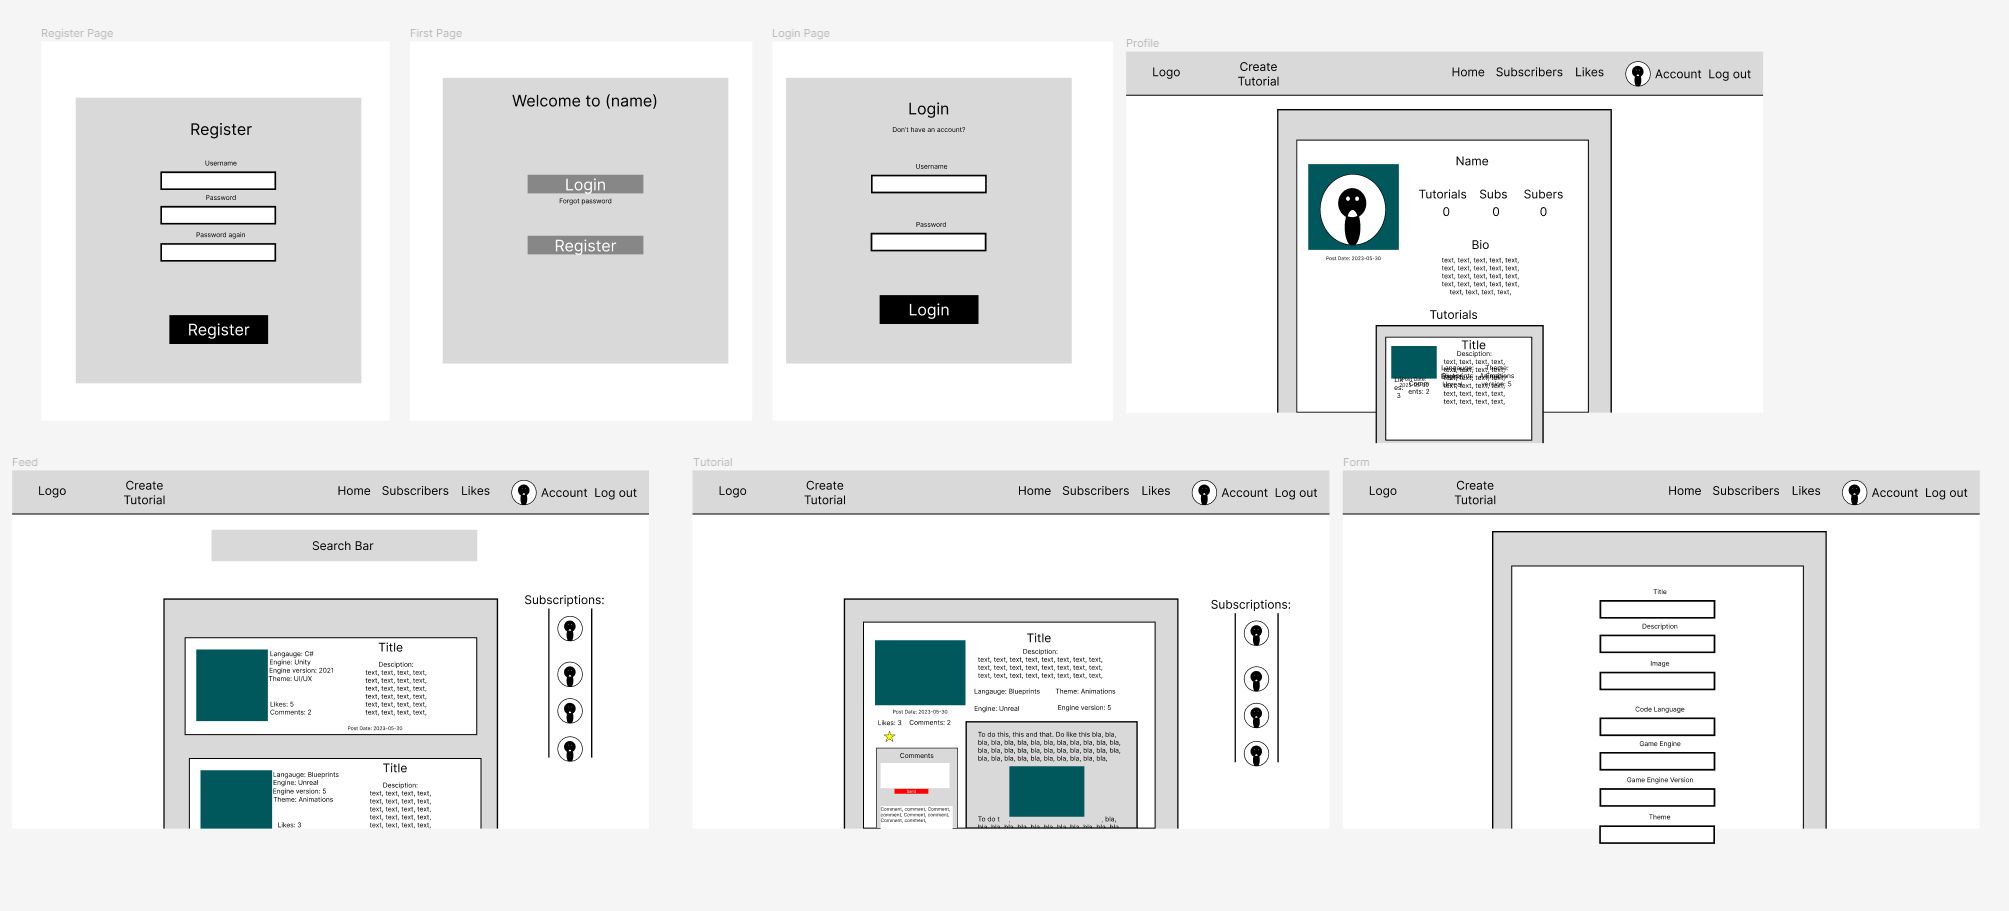 Register Page
Register
Username
Password
Password again
Register
First Page
Welcome to (name)
Login
Forgot password
Register
Login Page
Login
Don't have an account?
Username
Password
Login
Profile
Logo
Create
Tutorial
Home Subscribers Likes Account Log out
Name
Tutorials Subs Subers
0 0 0
Post Date: 2023-05-30
Bio
text, text, text, text, text,
text, text, text, text, text,
text, text, text, text, text,
text, text, text, text, text,
text, text, text, text,
Tutorials
Title
Desciption:
text, text, text, text,
text, text, text, text,
text, text, text, text,
text, text, text, text,
ents: 2
3
Feed
Logo
Create
Tutorial
Home Subscribers Likes Account Log out
Search Bar
Subscriptions:
Title
Langauge: C#
Engine: Unity
Engine version: 2021
Theme: UI/UX
Likes: 5
Comments: 2
Desciption:
text, text, text, text,
text, text, text, text,
text, text, text, text,
text, text, text, text,
text, text, text, text,
text, text, text, text,
Post Date: 2023-05-30
Title
Langauge: Blueprints
Engine: Unreal
Engine version: 5
Theme: Animations
Likes: 3
Desciption:
text, text, text, text,
text, text, text, text,
text, text, text, text,
text, text, text, text,
text, text, text, text,
Tutorial
Logo
Create
Tutorial
Home Subscribers Likes Account Log out
Subscriptions:
Title
Desciption:
text, text, text, text, text, text, text, text,
text, text, text, text, text, text, text, text,
text, text, text, text, text, text, text, text,
Langauge: Blueprints Theme: Animations
Engine: Unreal Engine version: 5
Post Date: 2023-05-30
Likes: 3 Comments: 2
Comments
Send
Comment, comment, Comment,
comment, Comment, comment,
Comment, comment,
To do this, this and that. Do like this bla, bla,
bla, bla, bla, bla, bla, bla, bla, bla, bla, bla, bla,
bla, bla, bla, bla, bla, bla, bla, bla, bla, bla, bla,
bla, bla, bla, bla, bla, bla, bla, bla, bla, bla,
To do t , bla,
Form
Logo
Create
Tutorial
Home Subscribers Likes Account Log out
Title
Description
Image
Code Language
Game Engine
Game Engine Version
Theme